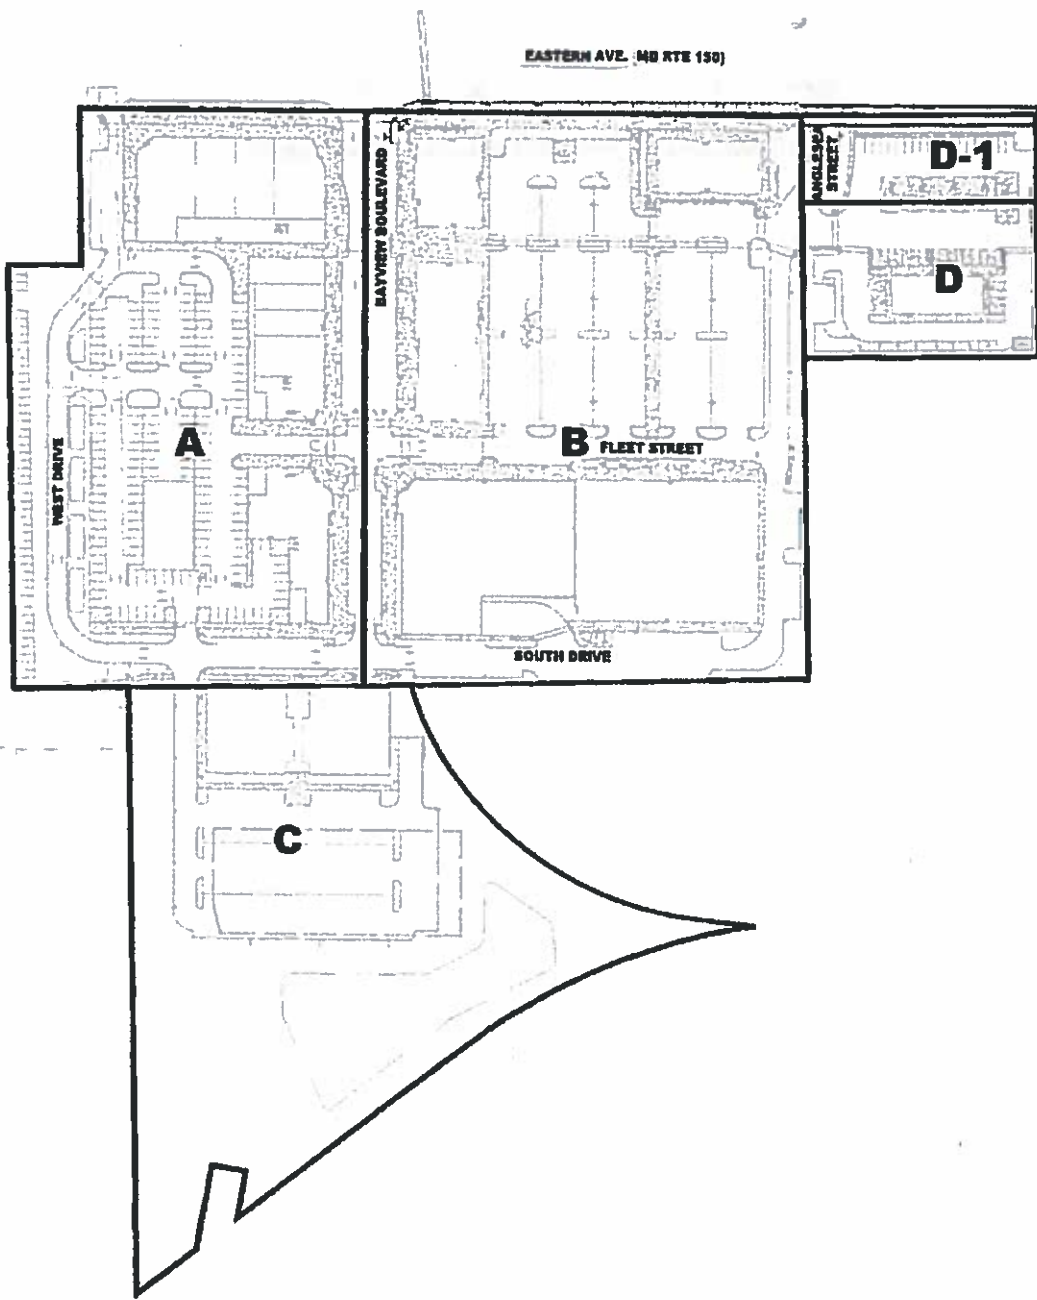 EASTERN AVE. (MD RTE 150)
BAYVIEW BOULEVARD
ANGLESEA
STREET
D-1
D
A
WEST DRIVE
B
FLEET STREET
SOUTH DRIVE
C